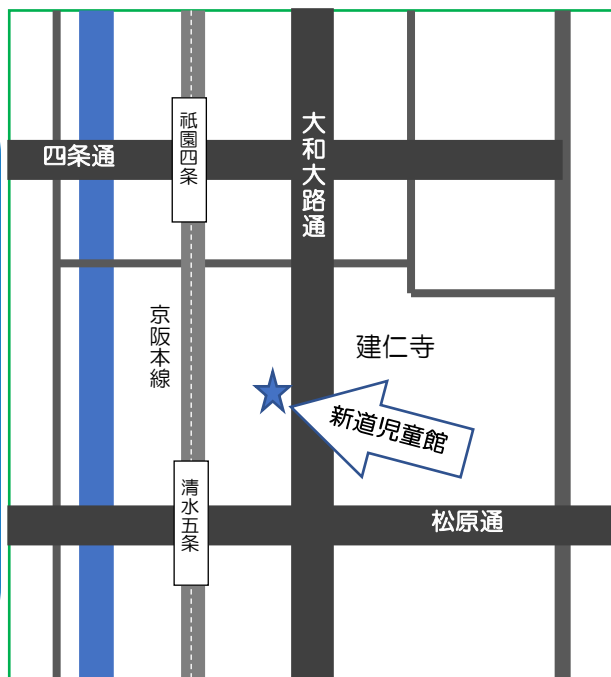 大和大路通
祇園四条
四条通
京阪本線
建仁寺
新道児童館
清水五条
松原通